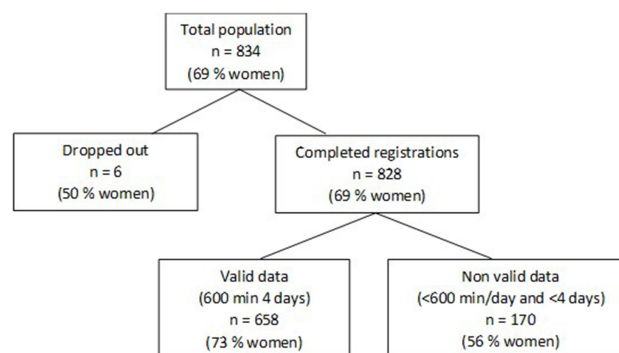 Total population
n = 834
(69 % women)
Dropped out
n = 6
(50 % women)
Completed registrations
n = 828
(69 % women)
Valid data
(600 min 4 days)
n = 658
(73 % women)
Non valid data
(<600 min/day and <4 days)
n = 170
(56 % women)